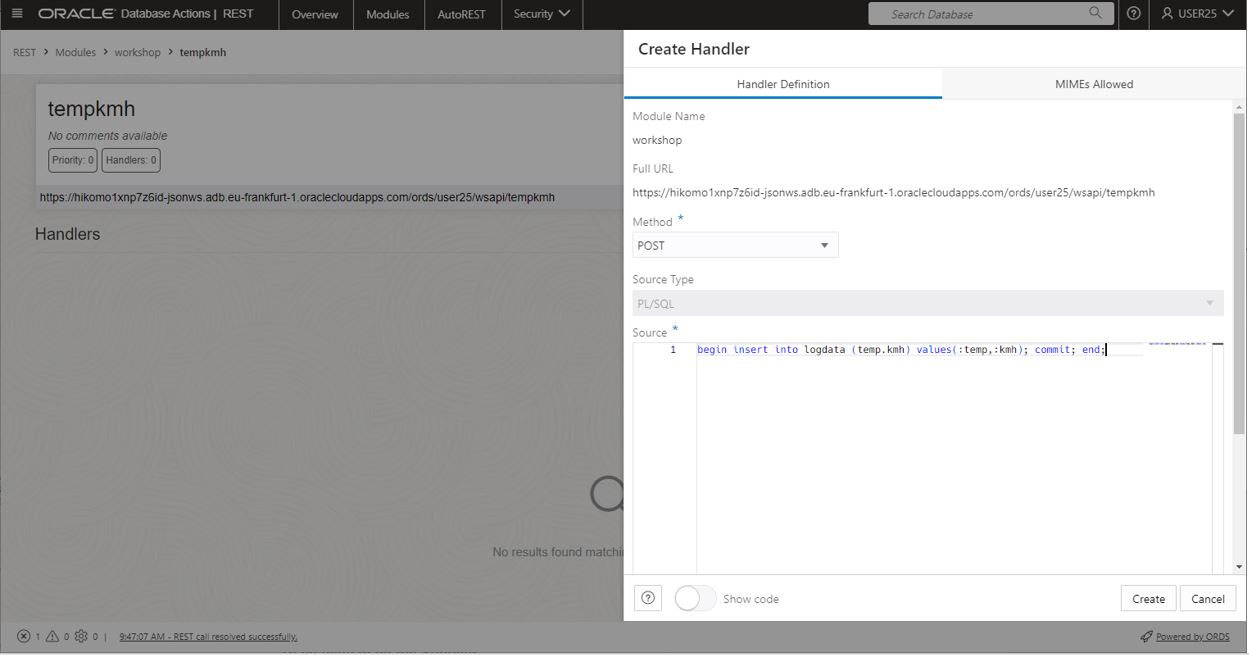 ORACLE Database Actions | REST Overview Modules AutoREST Security Search Database USER25
REST > Modules > workshop > tempkmh
tempkmh
No comments available
Priority: 0 Handlers: 0
https://hikomo1xnp7z6id-jsonws.adb.eu-frankfurt-1.oraclecloudapps.com/ords/user25/wsapi/tempkmh
Handlers
No results found matchi
Create Handler
Handler Definition MIMEs Allowed
Module Name
workshop
Full URL
https://hikomo1xnp7z6id-jsonws.adb.eu-frankfurt-1.oraclecloudapps.com/ords/user25/wsapi/tempkmh
Method *
POST
Source Type
PL/SQL
Source *
1 begin insert into logdata (temp.kmh) values(:temp,:kmh); commit; end;
Show code Create Cancel
1 0 0 | 9:47:07 AM - REST call resolved successfully. Powered by ORDS